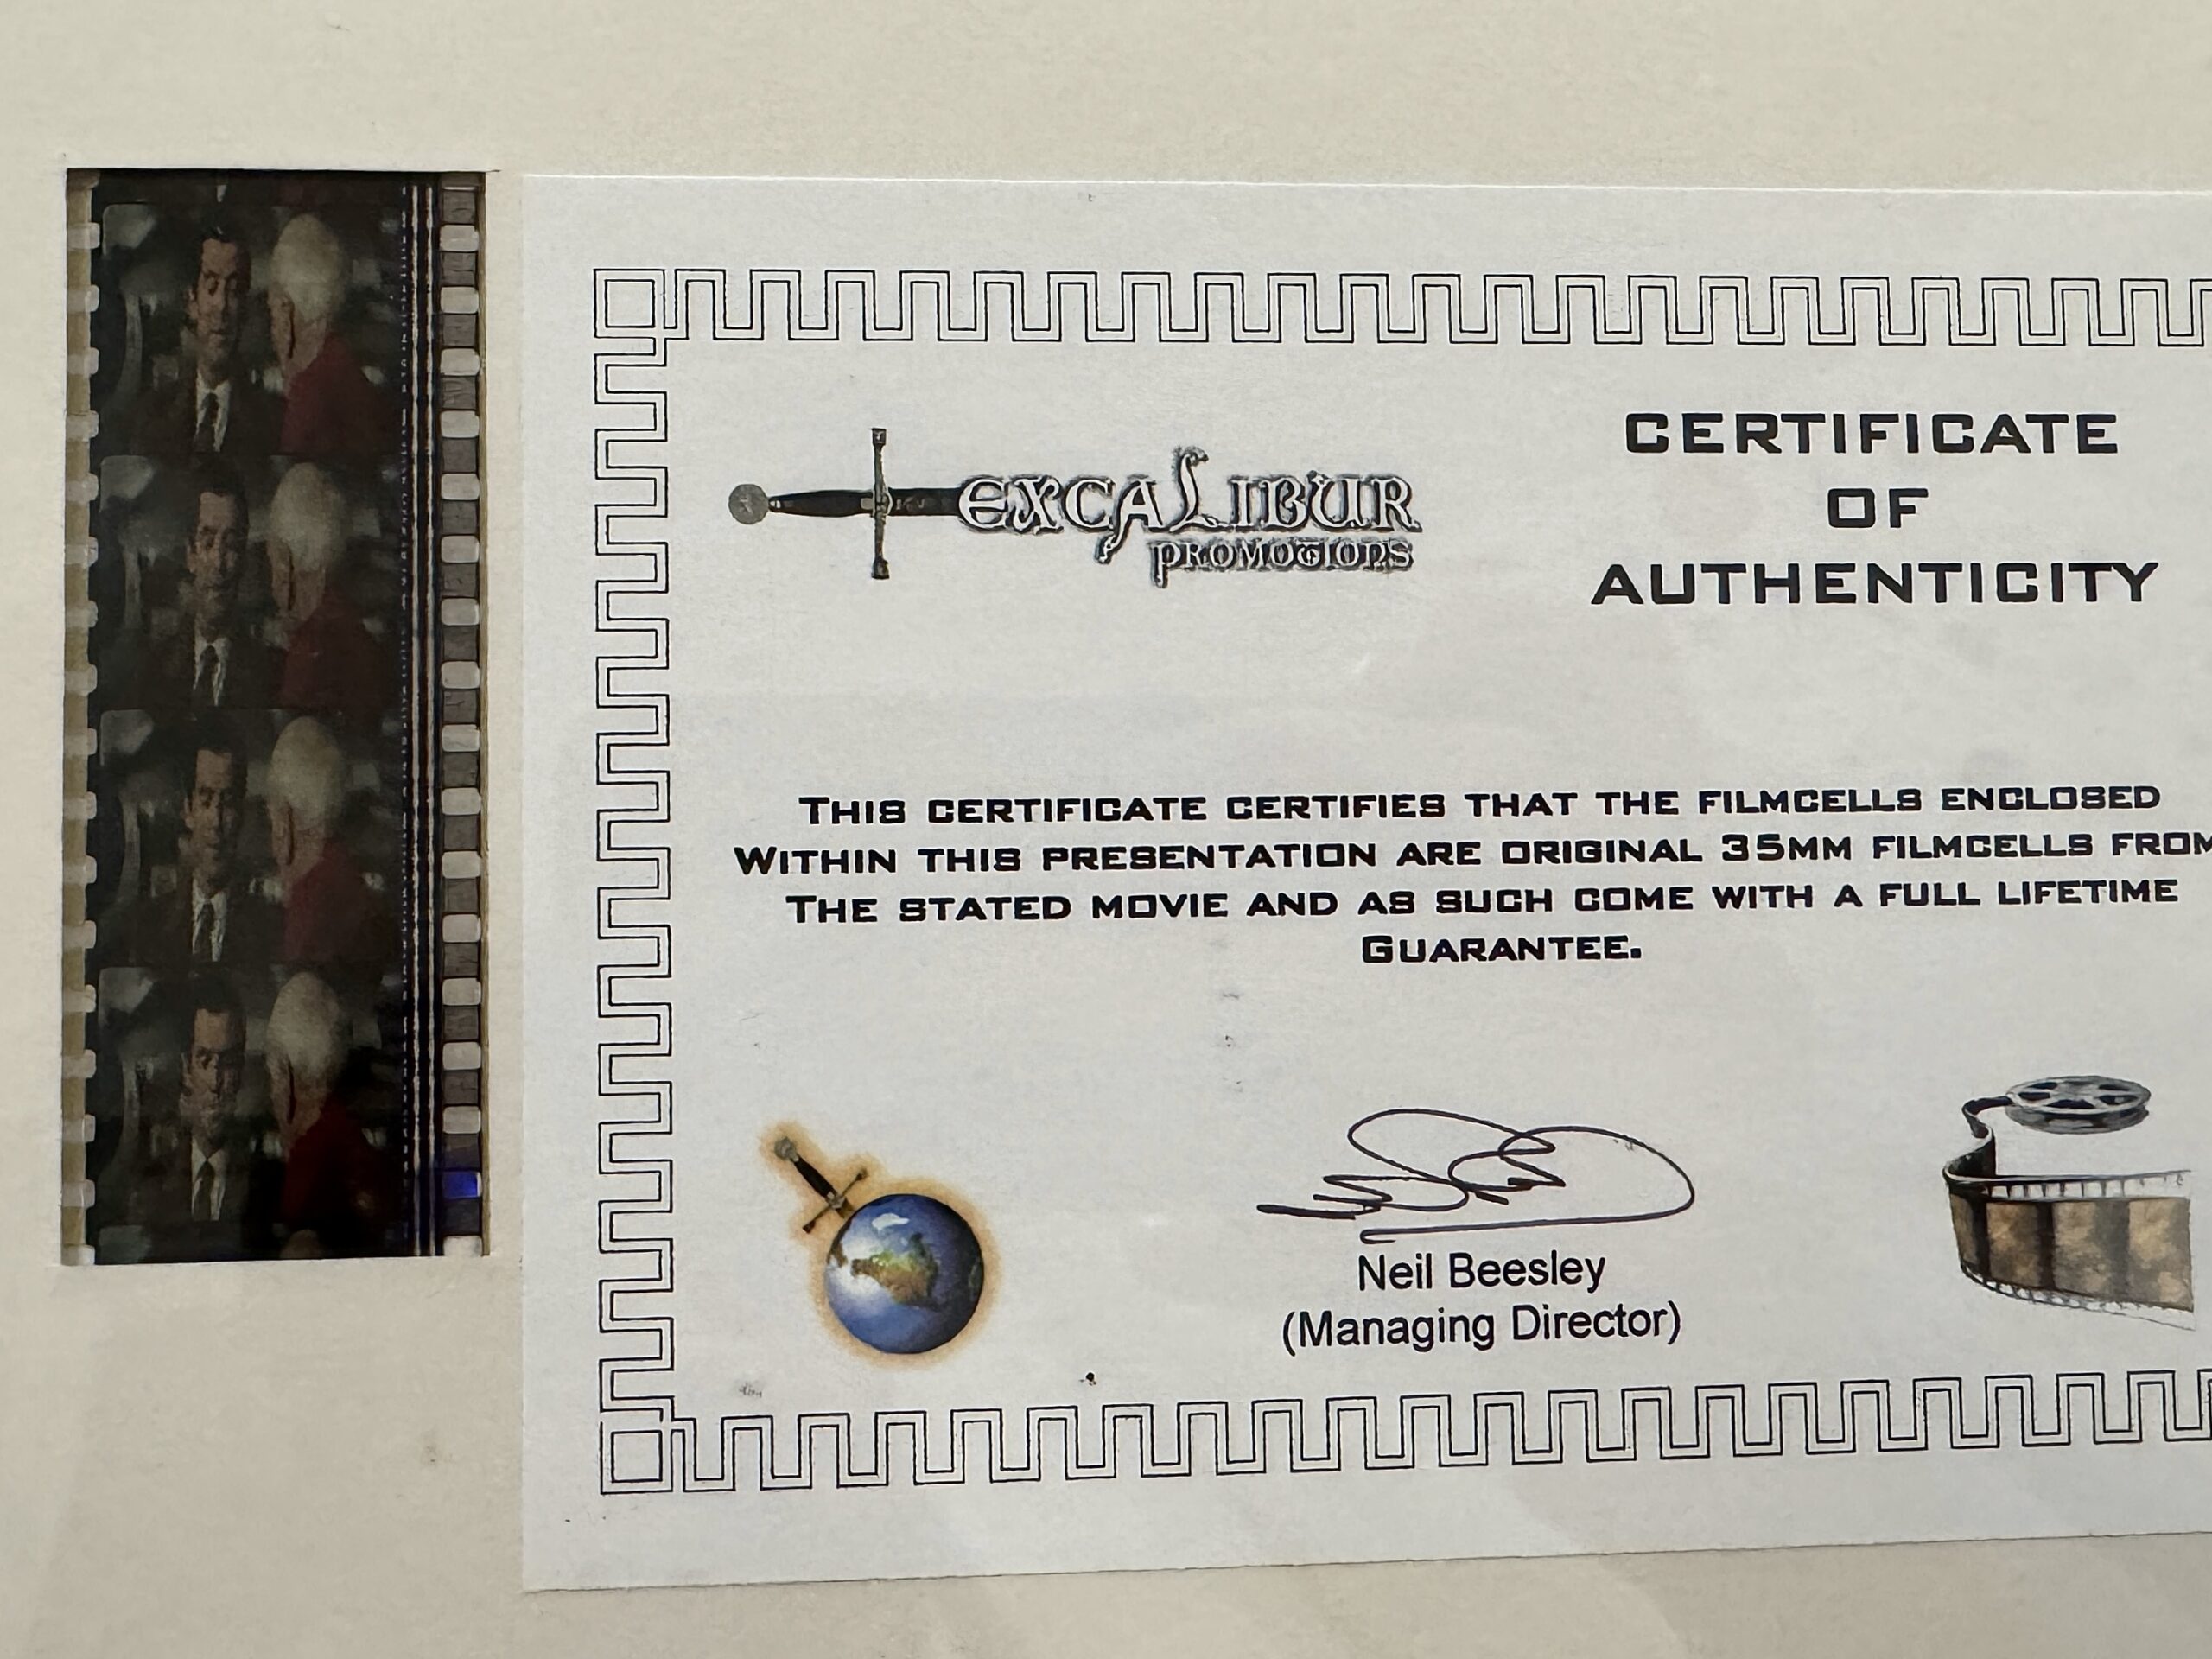 EXCALIBUR
PROMOTIONS
CERTIFICATE
OF
AUTHENTICITY
THIS CERTIFICATE CERTIFIES THAT THE FILMCELLS ENCLOSED
WITHIN THIS PRESENTATION ARE ORIGINAL 35MM FILMCELLS FROM
THE STATED MOVIE AND AS SUCH COME WITH A FULL LIFETIME
GUARANTEE.
Neil Beesley
(Managing Director)